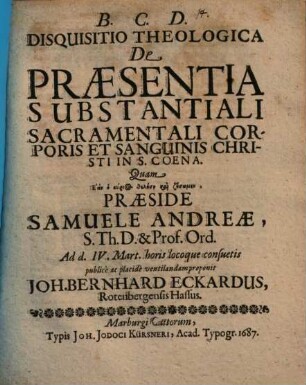 B. C. D.
DISQUISITIO THEOLOGICA
De
PRÆSENTIA
SUBSTANTIALI
SACRAMENTALI COR-
PORIS ET SANGUINIS CHRI-
STI IN S. COENA.
Quam
PRÆSIDE
SAMUELE ANDREÆ,
S. Th. D. & Prof. Ord.
Ad d. IV. Mart. horis locoque consuetis
publicè ac placidè ventilandam proponit
JOH. BERNHARD ECKARDUS,
Rotenbergensis Hassus.
Marburgi Cattorum,
Typis JOH. JODOCI KÜRSNERI, Acad. Typogr. 1687.